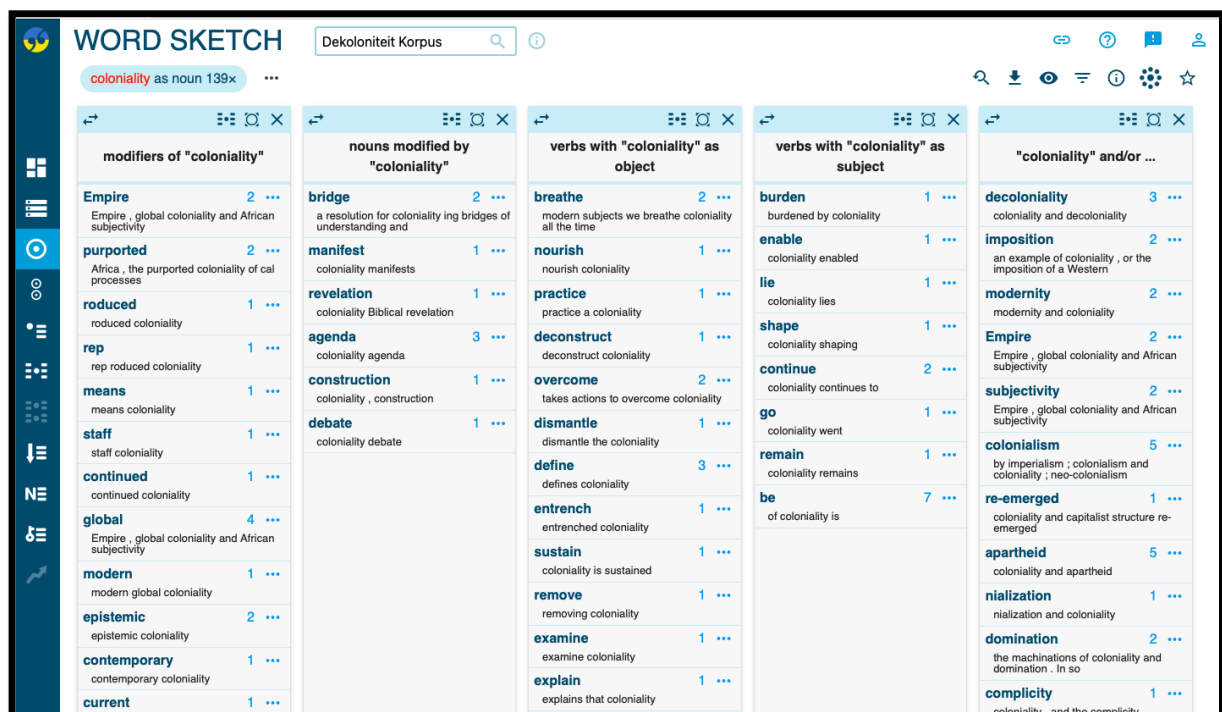 WORD SKETCH
Dekoloniteit Korpus
coloniality as noun 139×
modifiers of "coloniality"
Empire 2
Empire , global coloniality and African
subjectivity
purported 2
Africa , the purported coloniality of cal
processes
roduced 1
roduced coloniality
rep 1
rep roduced coloniality
means 1
means coloniality
staff 1
staff coloniality
continued 1
continued coloniality
global 4
Empire , global coloniality and African
subjectivity
modern 1
modern global coloniality
epistemic 2
epistemic coloniality
contemporary 1
contemporary coloniality
current 1
nouns modified by
"coloniality"
bridge 2
a resolution for coloniality ing bridges of
understanding and
manifest 1
coloniality manifests
revelation 1
coloniality Biblical revelation
agenda 3
coloniality agenda
construction 1
coloniality , construction
debate 1
coloniality debate
verbs with "coloniality" as
object
breathe 2
modern subjects we breathe coloniality
all the time
nourish 1
nourish coloniality
practice 1
practice a coloniality
deconstruct 1
deconstruct coloniality
overcome 2
takes actions to overcome coloniality
dismantle 1
dismantle the coloniality
define 3
defines coloniality
entrench 1
entrenched coloniality
sustain 1
coloniality is sustained
remove 1
removing coloniality
examine 1
examine coloniality
explain 1
explains that coloniality
verbs with "coloniality" as
subject
burden 1
burdened by coloniality
enable 1
coloniality enabled
lie 1
coloniality lies
shape 1
coloniality shaping
continue 2
coloniality continues to
go 1
coloniality went
remain 1
coloniality remains
be 7
of coloniality is
"coloniality" and/or ...
decoloniality 3
coloniality and decoloniality
imposition 2
an example of coloniality , or the
imposition of a Western
modernity 2
modernity and coloniality
Empire 2
Empire , global coloniality and African
subjectivity
subjectivity 2
Empire , global coloniality and African
subjectivity
colonialism 5
by imperialism ; colonialism and
coloniality ; neo-colonialism
re-emerged 1
coloniality and capitalist structure re-
emerged
apartheid 5
coloniality and apartheid
nialization 1
nialization and coloniality
domination 2
the machinations of coloniality and
domination . In so
complicity 1
coloniality , and the complicity